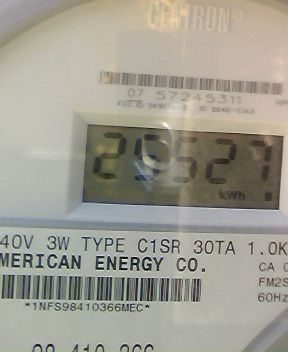 CENTRON®
07 57245311
29527
kWh
40V 3W TYPE C1SR 30TA 1.0K
MERICAN ENERGY CO.
CA 0
FM2S
60Hz
*1NFS98410366MEC*